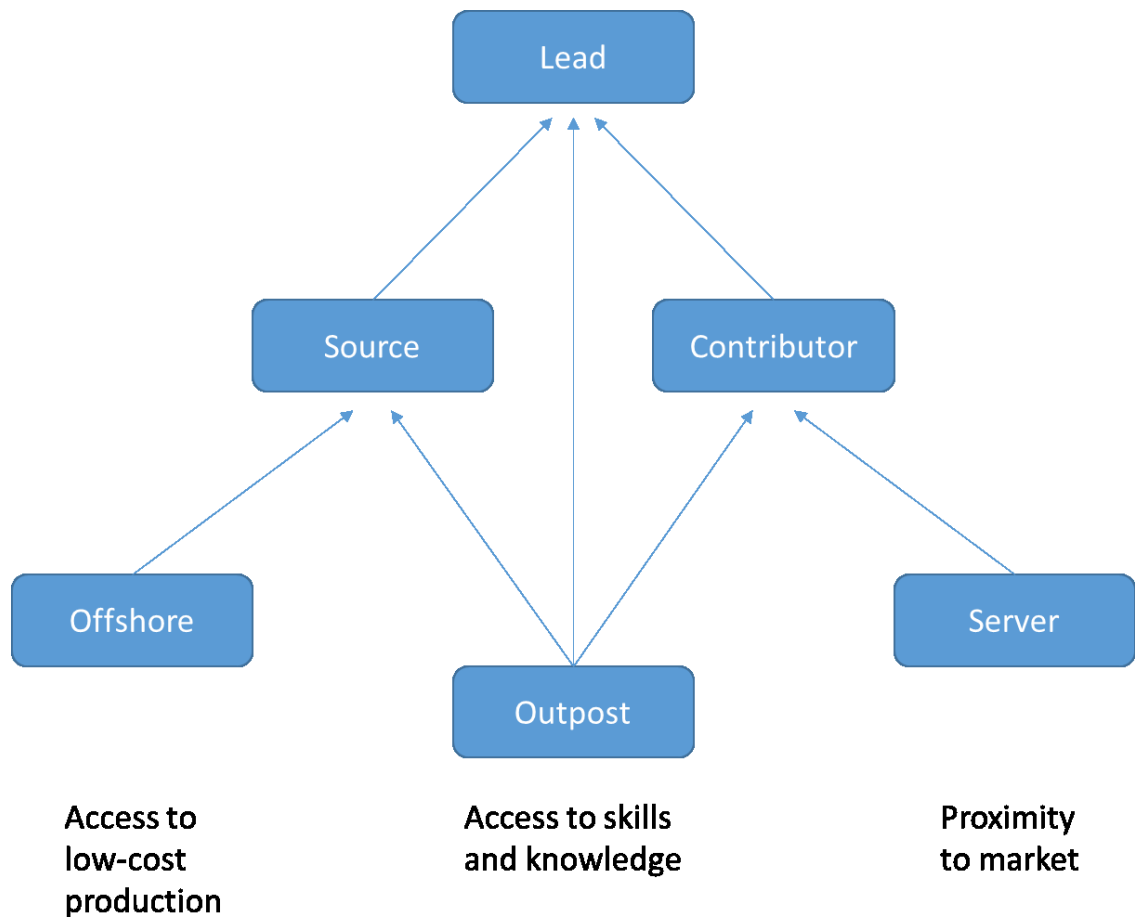 Lead
Source
Contributor
Offshore
Server
Outpost
Access to
low-cost
production
Access to skills
and knowledge
Proximity
to market